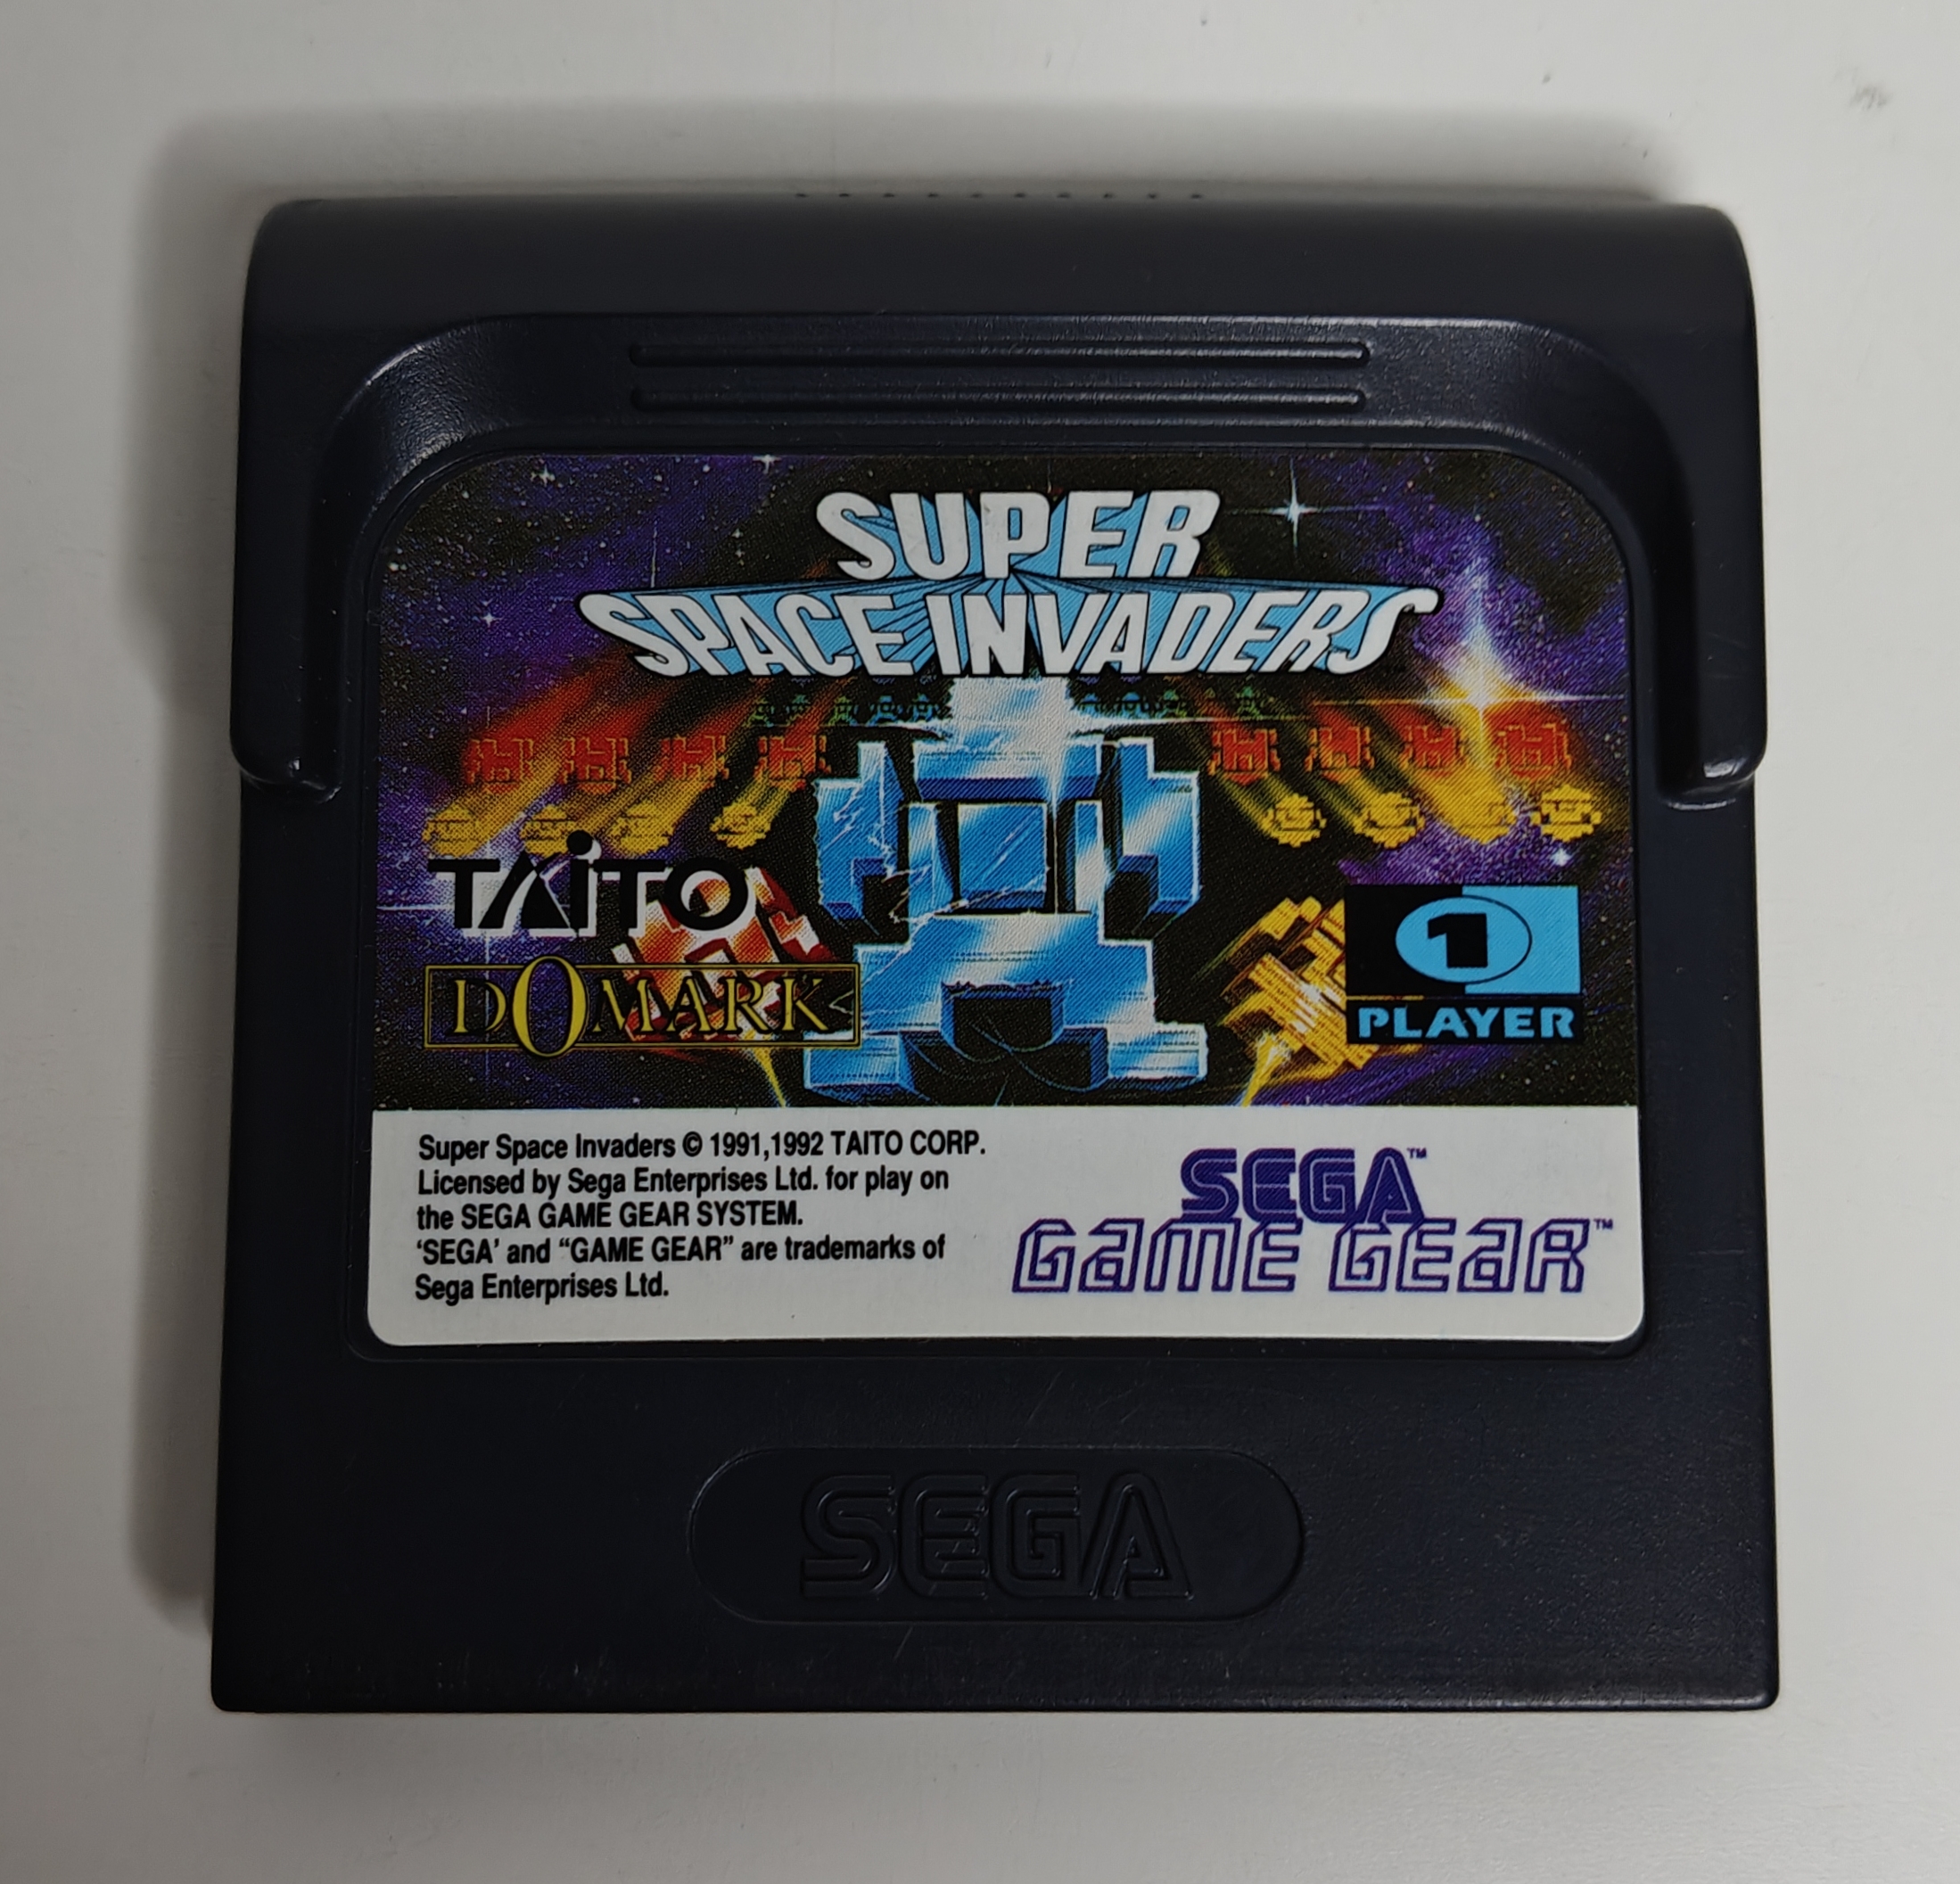 SUPER
SPACE INVADERS
TAiTO
DOMARK
1
PLAYER
Super Space Invaders © 1991,1992 TAITO CORP.
Licensed by Sega Enterprises Ltd. for play on
the SEGA GAME GEAR SYSTEM.
‘SEGA’ and “GAME GEAR” are trademarks of
Sega Enterprises Ltd.
SEGA™
GAME GEAR™
SEGA